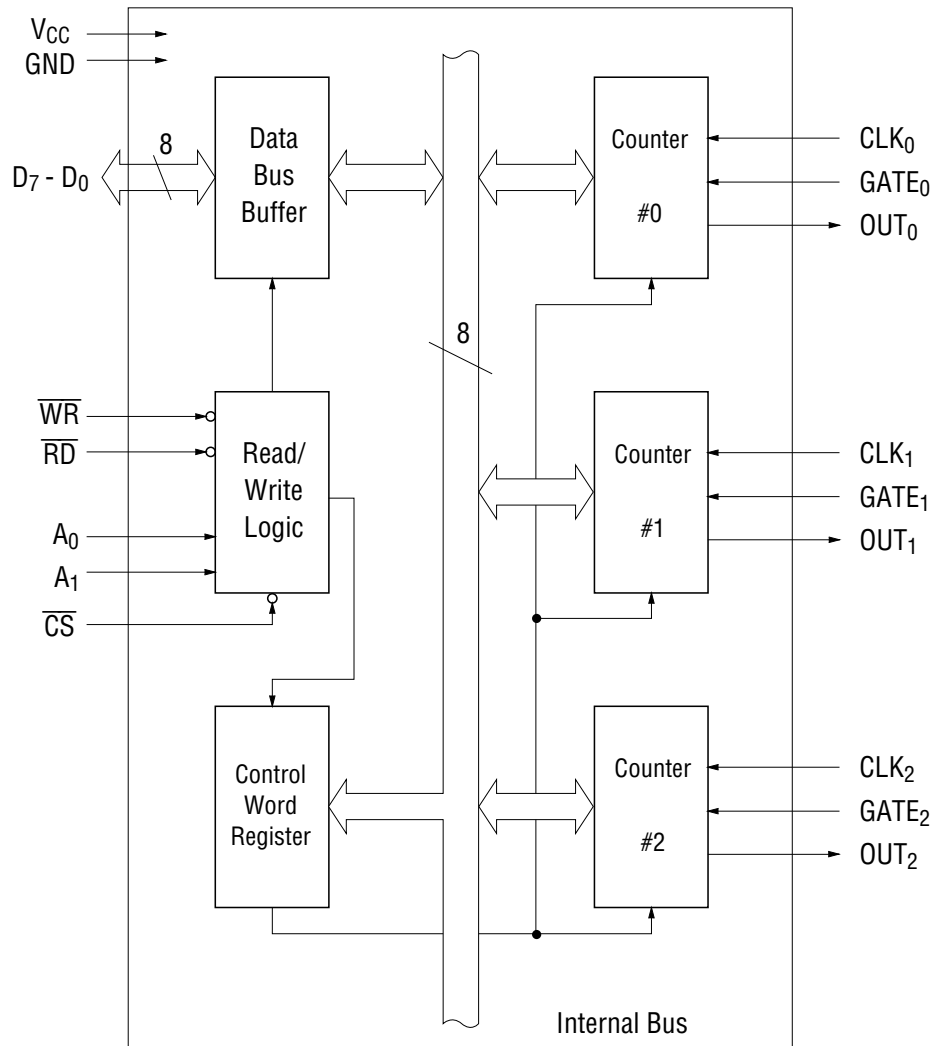 VCC
GND
D7 - D0
8
Data
Bus
Buffer
8
WR
RD
A0
A1
CS
Read/
Write
Logic
Control
Word
Register
Counter
#0
CLK0
GATE0
OUT0
Counter
#1
CLK1
GATE1
OUT1
Counter
#2
CLK2
GATE2
OUT2
Internal Bus